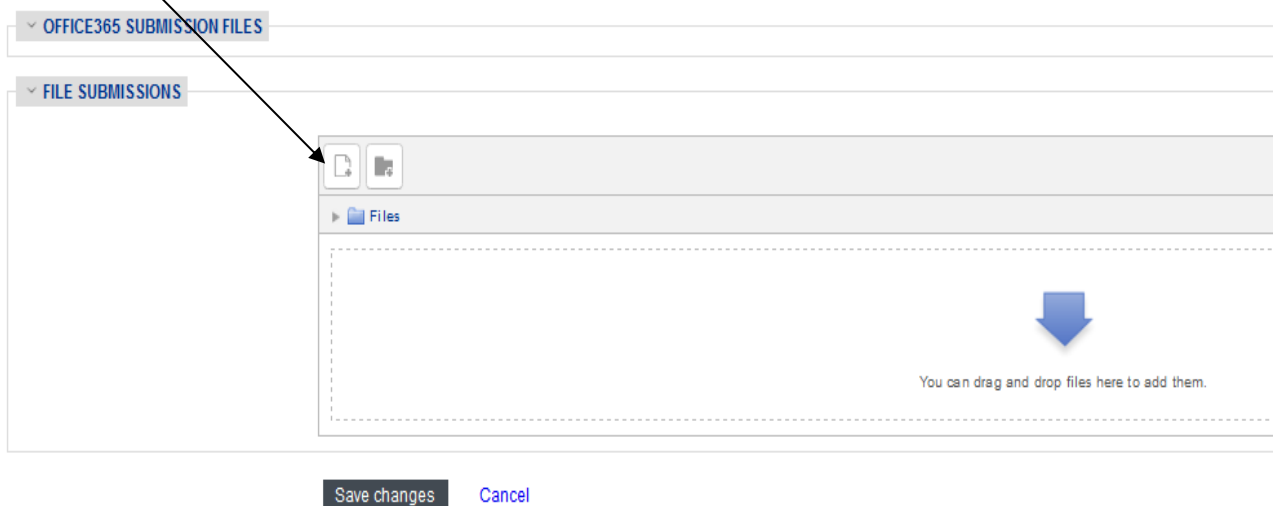 OFFICE365 SUBMISSION FILES
FILE SUBMISSIONS
Files
You can drag and drop files here to add them.
Save changes Cancel